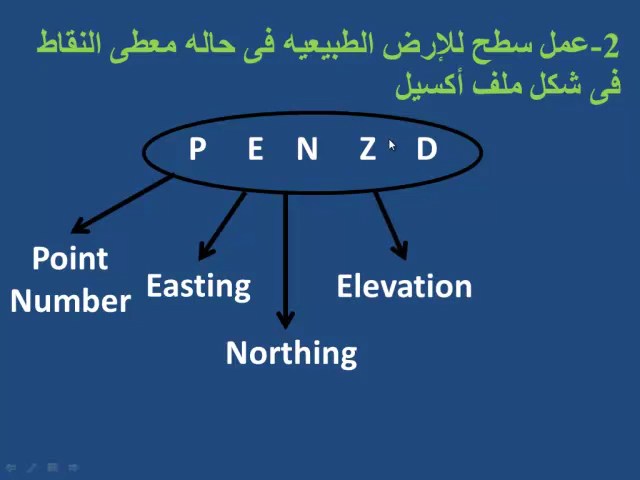 2-عمل سطح للإرض الطبيعيه فى حاله معطى النقاط
فى شكل ملف أكسيل
P E N Z D
Point
Number
Easting
Elevation
Northing